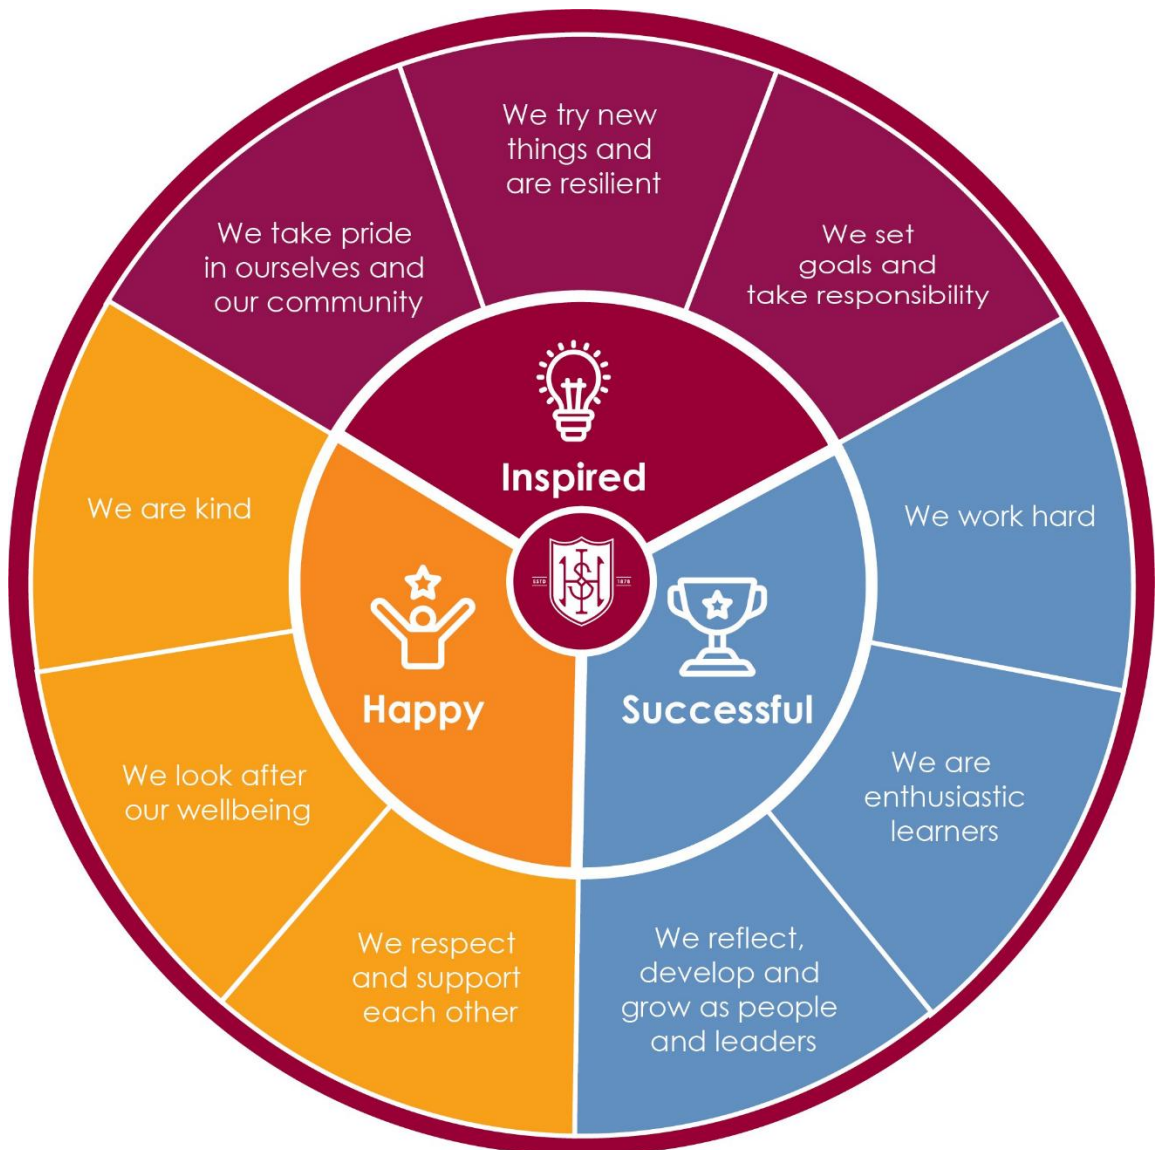 We try new
things and
are resilient
We take pride
in ourselves and
our community
We set
goals and
take responsibility
Inspired
We are kind
We work hard
ESTD
1876
Happy
Successful
We look after
our wellbeing
We are
enthusiastic
learners
We respect
and support
each other
We reflect,
develop and
grow as people
and leaders